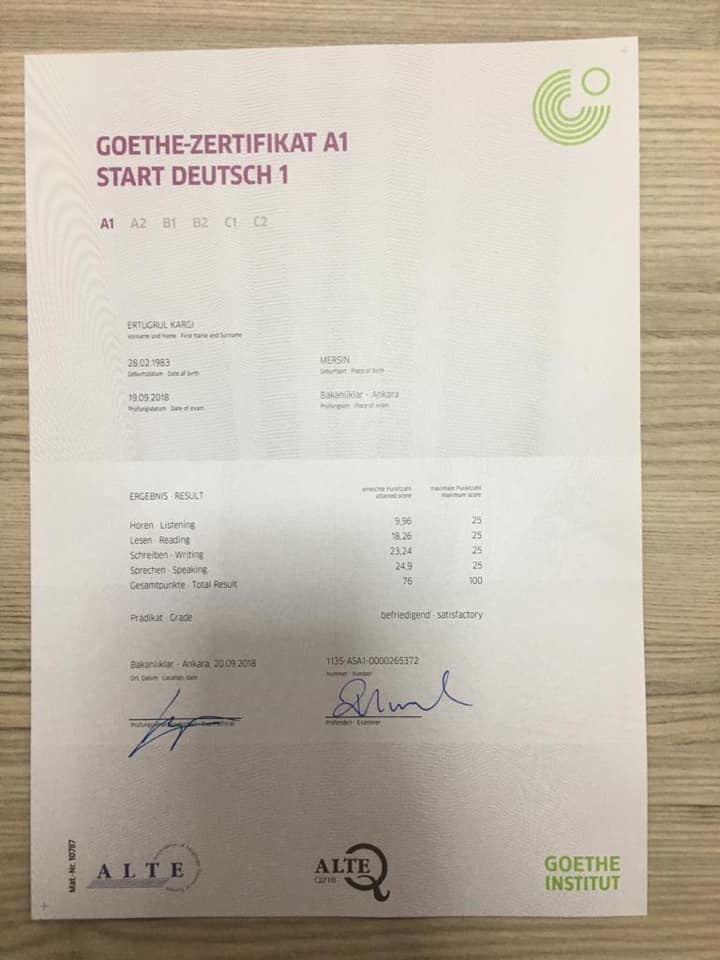 GOETHE-ZERTIFIKAT A1
START DEUTSCH 1
A1 A2 B1 B2 C1 C2
ERTUGRUL KARGI
Vorname und Name · First Name and Surname
28.02.1983 MERSIN
Geburtsdatum · Date of birth Geburtsort · Place of birth
19.09.2018 Bakanlıklar - Ankara
Prüfungsdatum · Date of exam Prüfungsort · Place of exam
ERGEBNIS · RESULT erreichte Punktzahl maximale Punktzahl
attained score maximum score
Hören · Listening 9,96 25
Lesen · Reading 18,26 25
Schreiben · Writing 23,24 25
Sprechen · Speaking 24,9 25
Gesamtpunkte · Total Result 76 100
Prädikat · Grade befriedigend - satisfactory
Bakanlıklar - Ankara, 20.09.2018 1135-ASA1-0000265372
Ort, Datum · Location, date Nummer · Number
Prüfende/r · Examiner
Mat.-Nr. 10787
ALTE
ALTE
Q216
GOETHE
INSTITUT